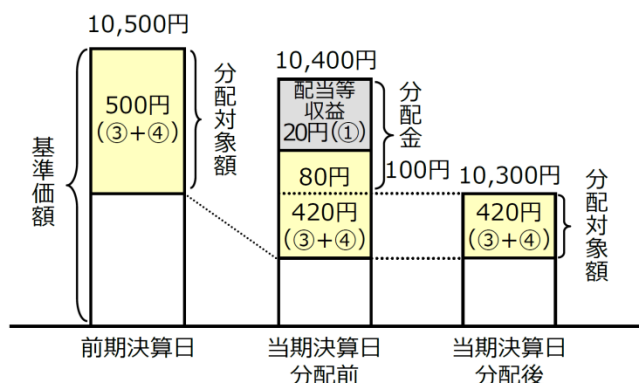 10,500円
500円
(③+④)
分配対象額
基準価額
前期決算日
10,400円
配当等
収益
20円(①)
分配金
100円
80円
420円
(③+④)
当期決算日
分配前
10,300円
420円
(③+④)
分配対象額
当期決算日
分配後